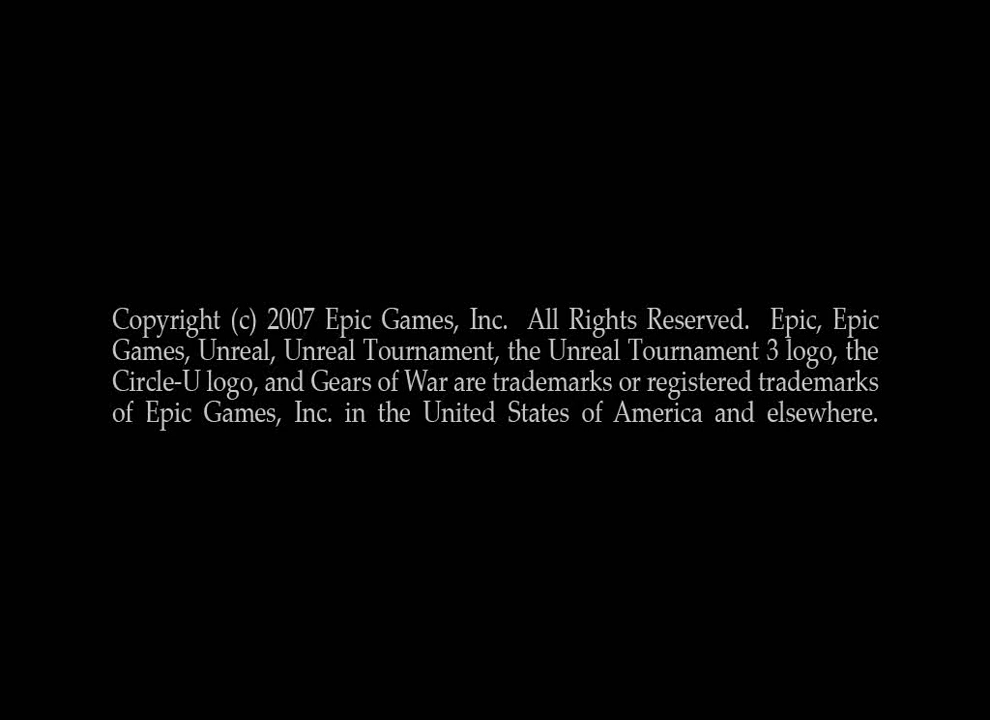 Copyright (c) 2007 Epic Games, Inc.  All Rights Reserved.  Epic, Epic
Games, Unreal, Unreal Tournament, the Unreal Tournament 3 logo, the
Circle-U logo, and Gears of War are trademarks or registered trademarks
of Epic Games, Inc. in the United States of America and elsewhere.